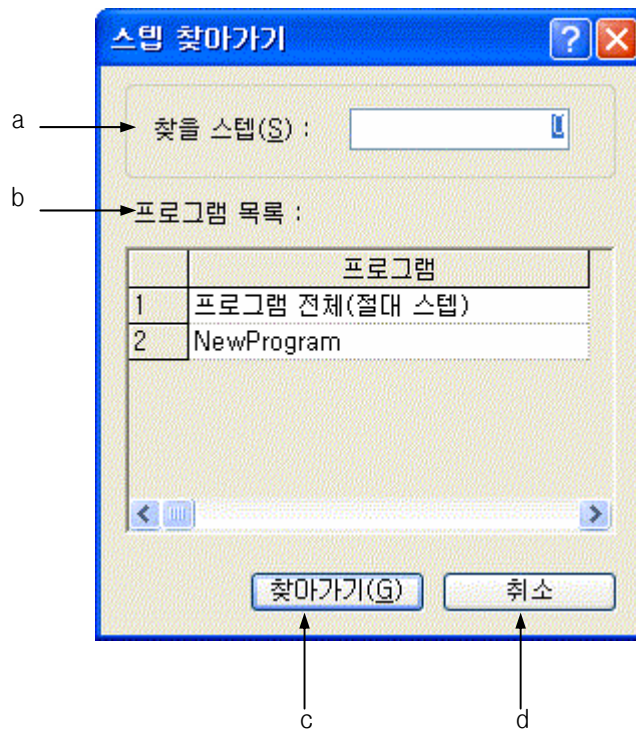 스텝 찾아가기
a
찾을 스텝(S) :
0
b
프로그램 목록 :
프로그램
1 프로그램 전체(절대 스텝)
2 NewProgram
찾아가기(G) 취소
c d